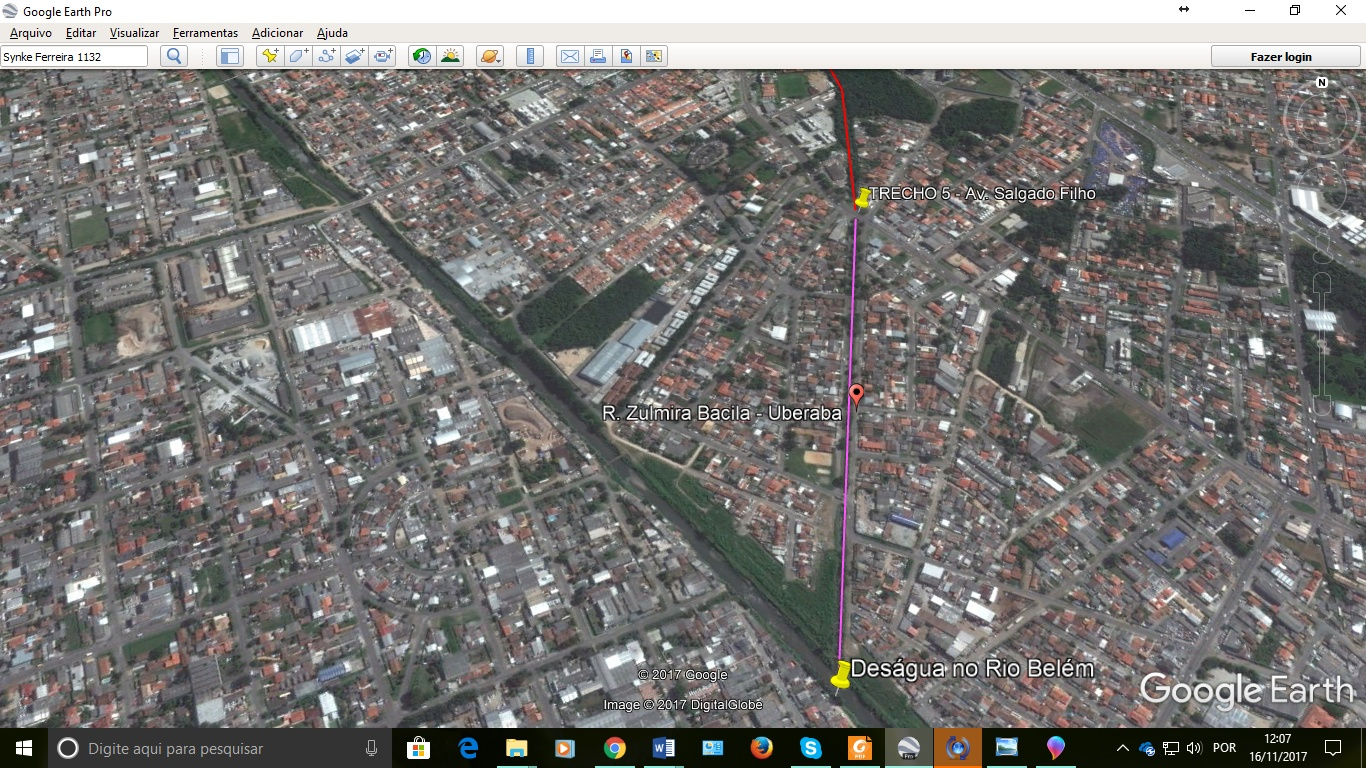 Google Earth Pro
Arquivo Editar Visualizar Ferramentas Adicionar Ajuda
Synke Ferreira 1132
Fazer login
N
TRECHO 5 - Av. Salgado Filho
R. Zulmira Bacila - Uberaba
Deságua no Rio Belém
© 2017 Google
Image © 2017 DigitalGlobe
Google Earth
Digite aqui para pesquisar
POR
12:07
16/11/2017